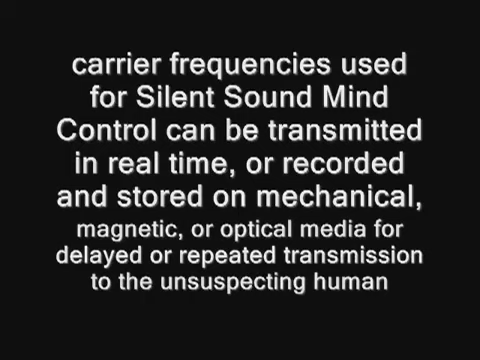 carrier frequencies used
for Silent Sound Mind
Control can be transmitted
in real time, or recorded
and stored on mechanical,
magnetic, or optical media for
delayed or repeated transmission
to the unsuspecting human